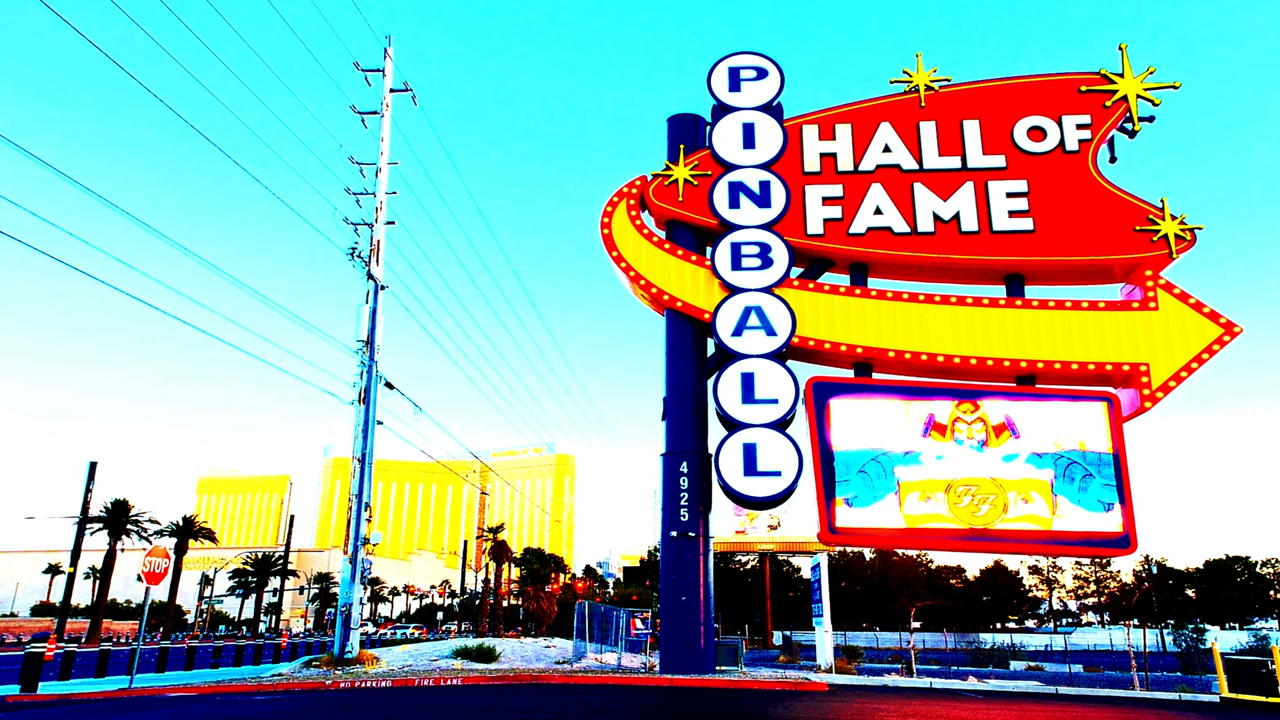 PINBALL
HALL OF
FAME
4925
FF
STOP
NO PARKING FIRE LANE